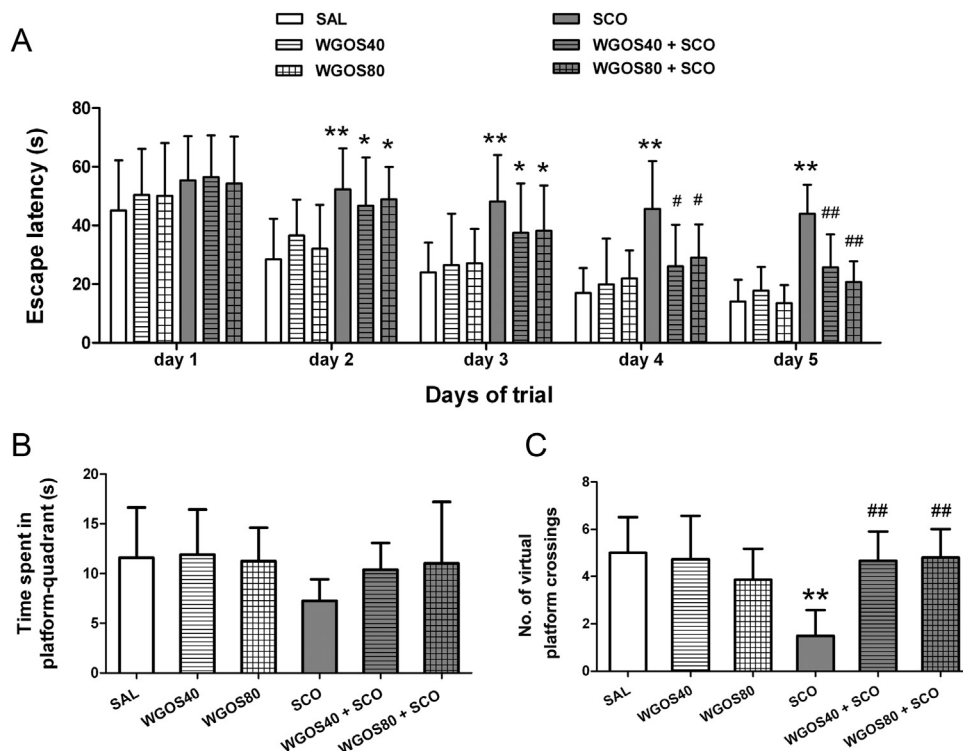 A
SAL
WGOS40
WGOS80
SCO
WGOS40 + SCO
WGOS80 + SCO
Escape latency (s)
80
60
40
20
0
** * *
** * *
** # #
** ## ##
day 1 day 2 day 3 day 4 day 5
Days of trial
B
Time spent in
platform-quadrant (s)
20
15
10
5
0
SAL WGOS40 WGOS80 SCO WGOS40 + SCO WGOS80 + SCO
C
No. of virtual
platform crossings
8
6
4
2
0
** ## ##
SAL WGOS40 WGOS80 SCO WGOS40 + SCO WGOS80 + SCO